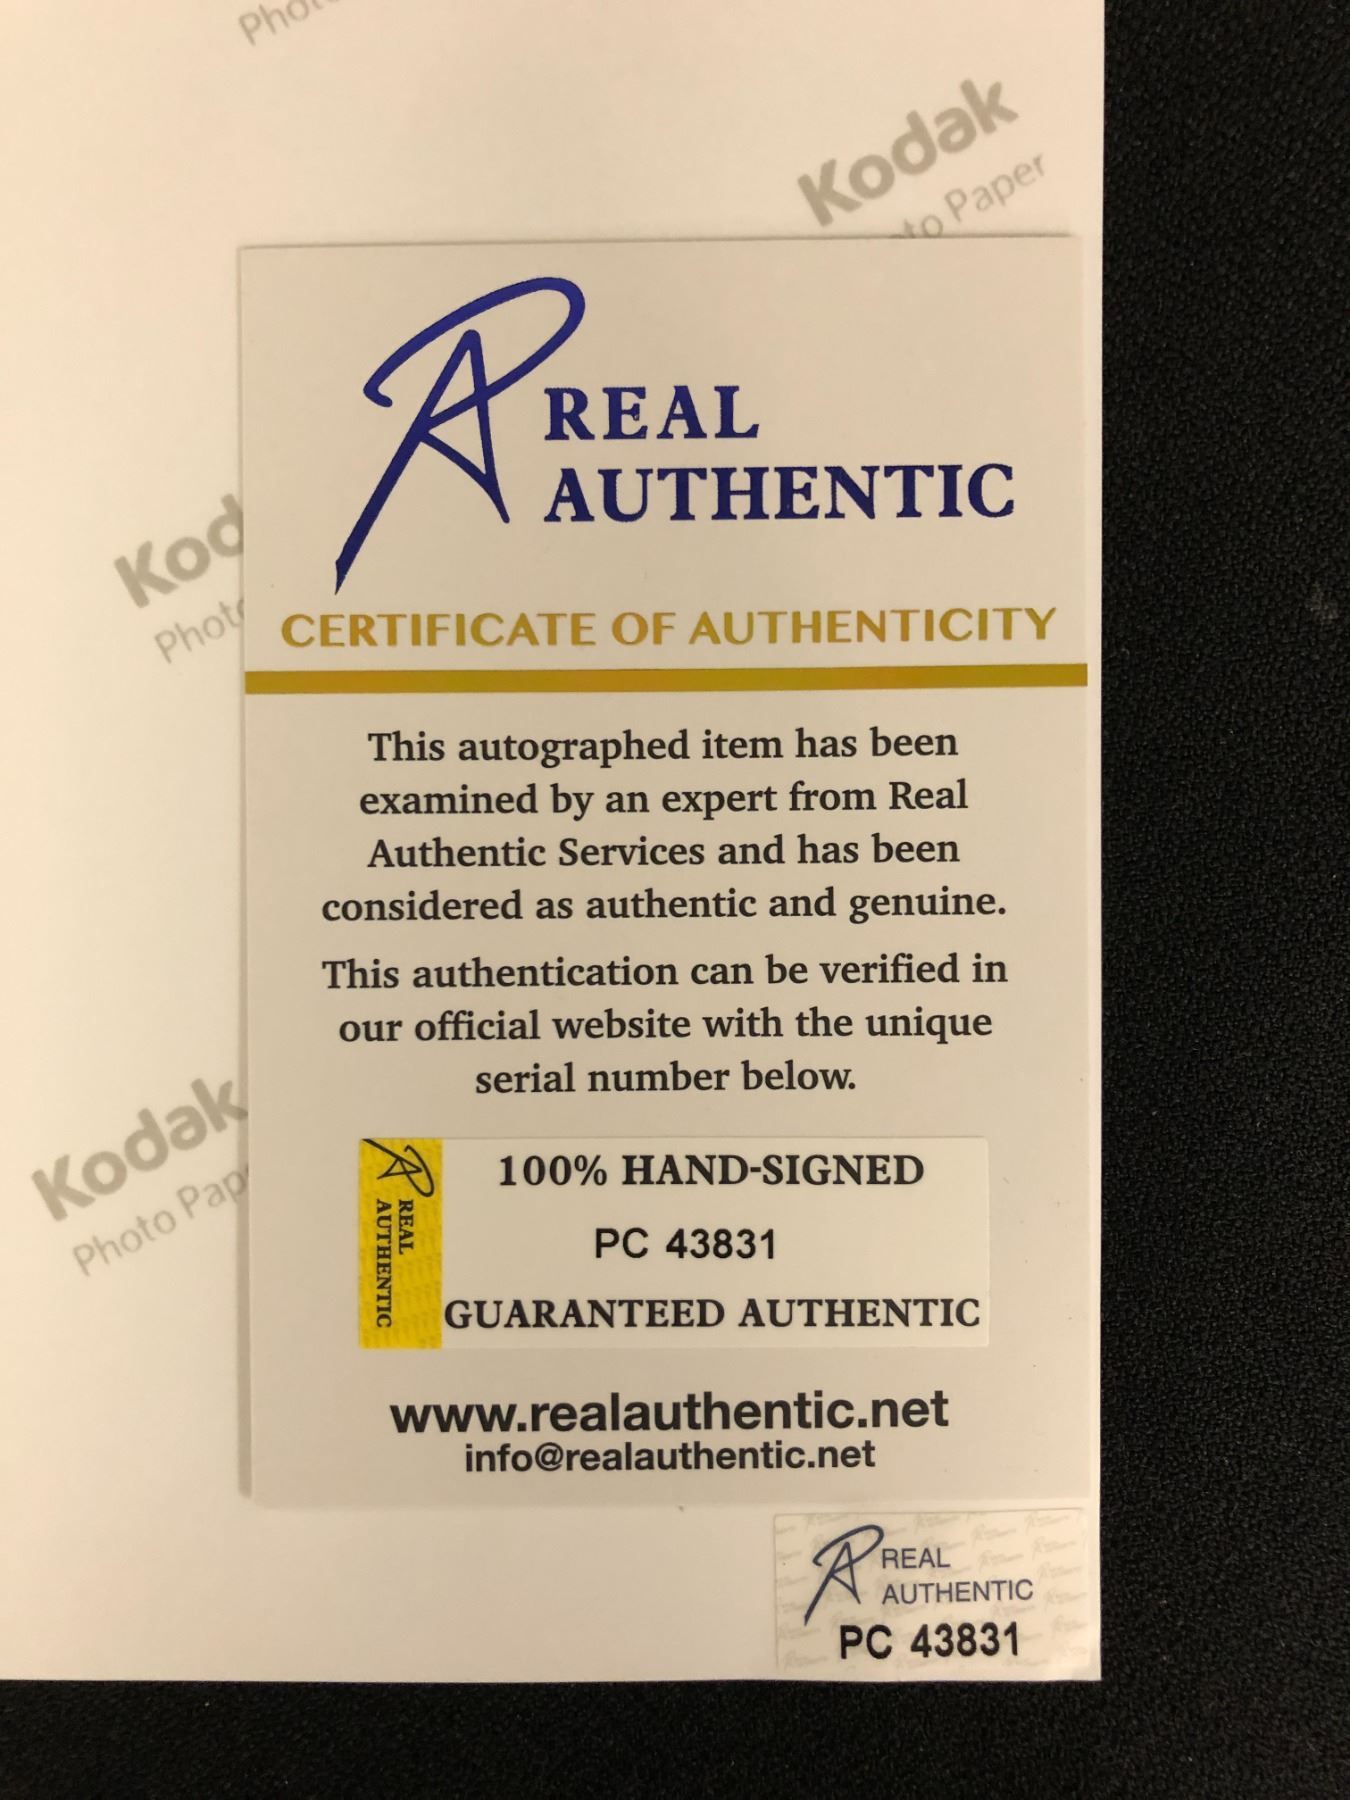 Kodak
Paper
REAL
AUTHENTIC
CERTIFICATE OF AUTHENTICITY
This autographed item has been
examined by an expert from Real
Authentic Services and has been
considered as authentic and genuine.
This authentication can be verified in
our official website with the unique
serial number below.
Kodak
Photo Pap
REAL
AUTHENTIC
100% HAND-SIGNED
PC 43831
GUARANTEED AUTHENTIC
www.realauthentic.net
info@realauthentic.net
REAL
AUTHENTIC
PC 43831